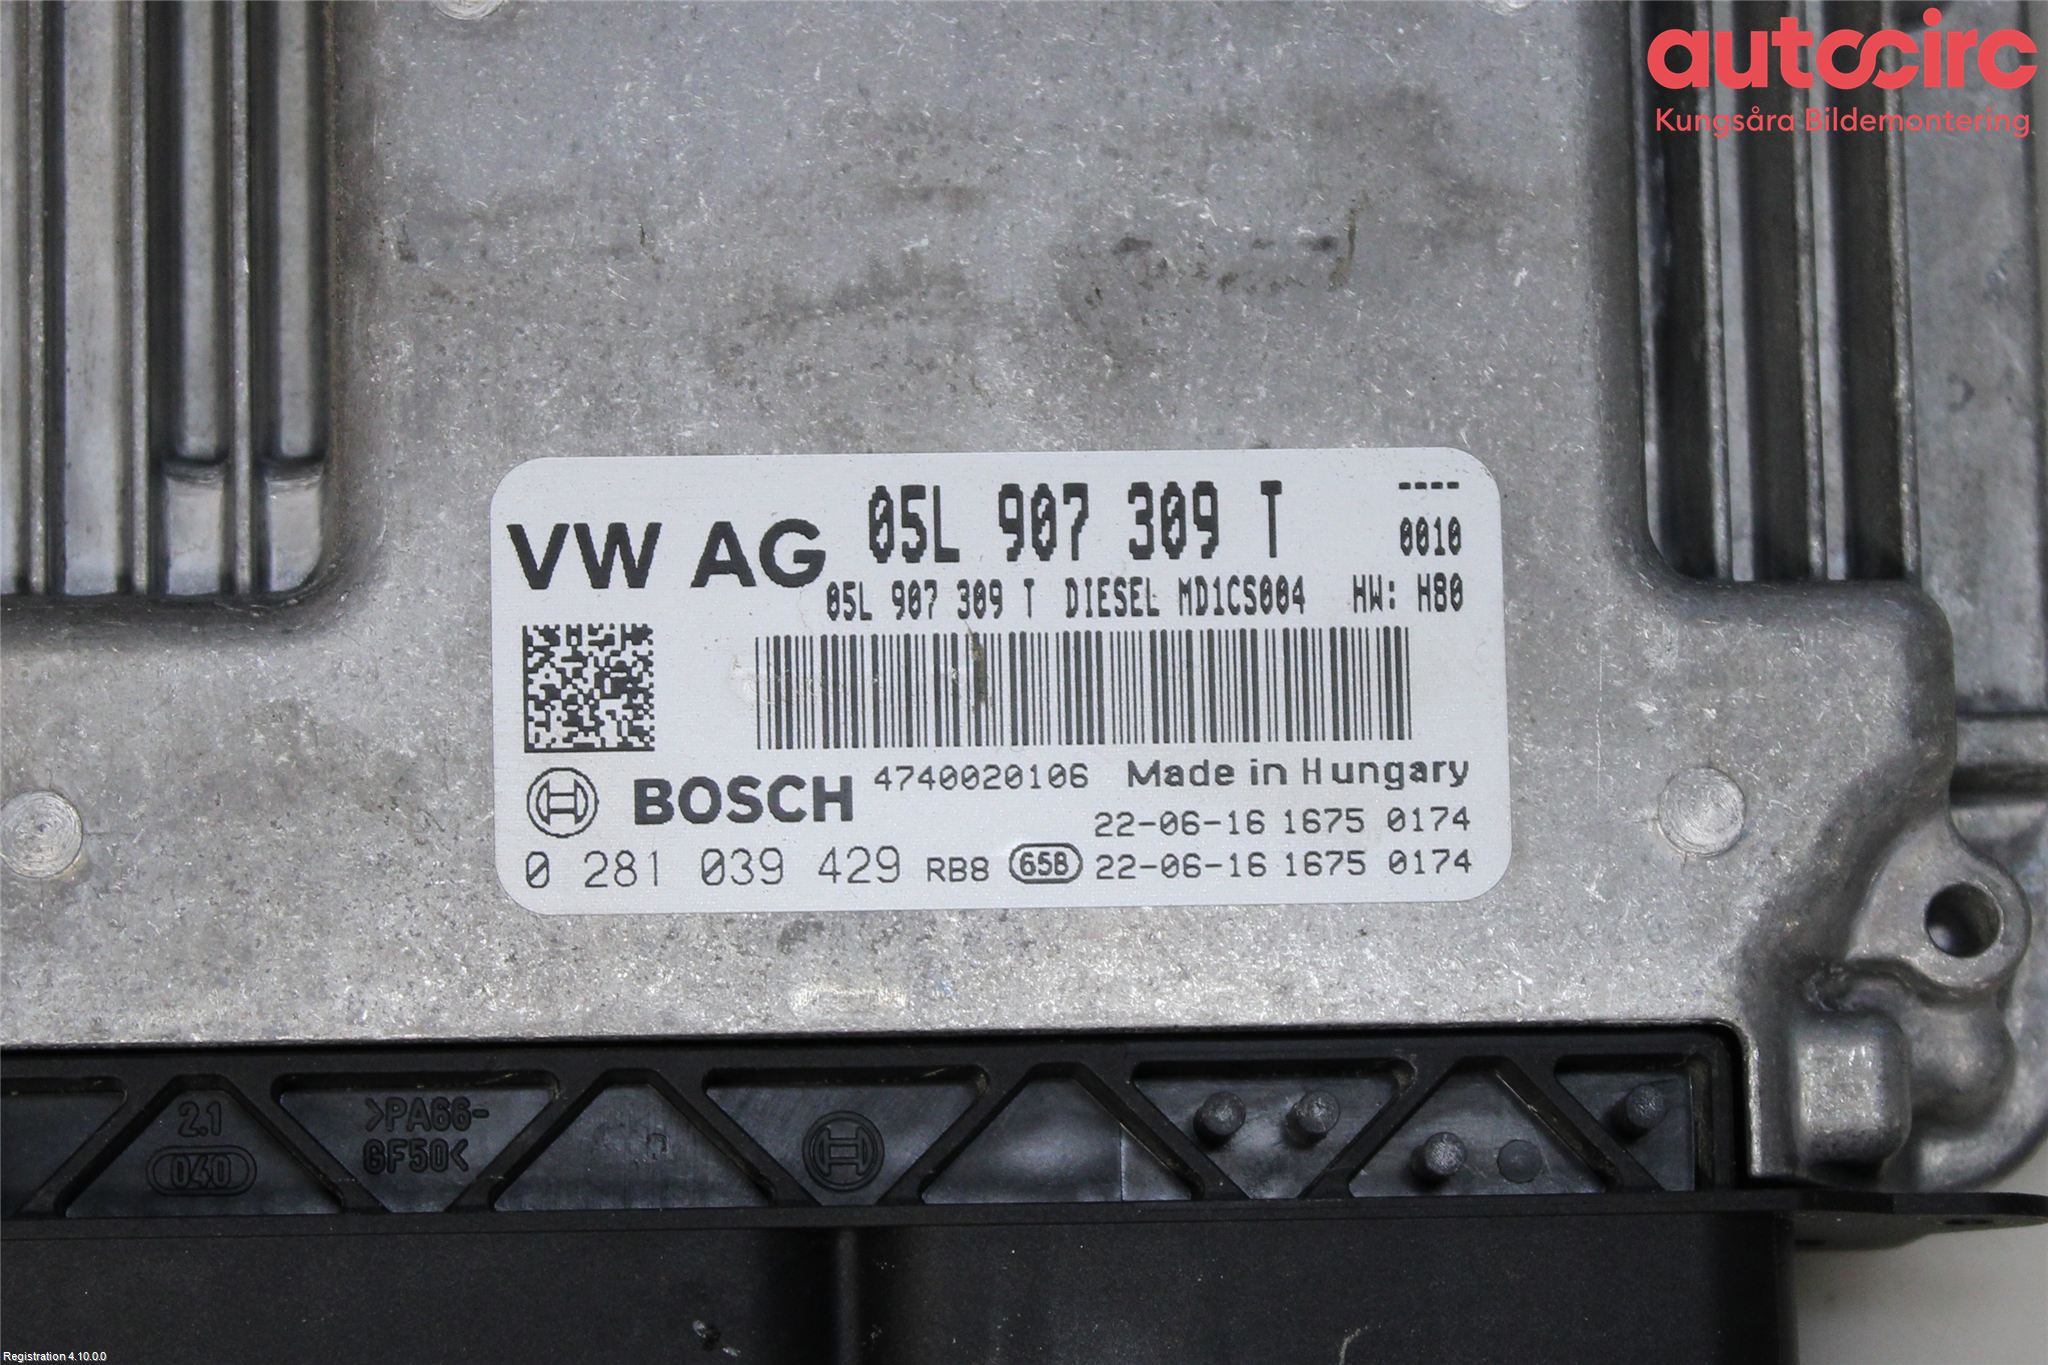 autocirc
Kungsåra Bildemontering
VW AG 05L 907 309 T ----
0010
05L 907 309 T DIESEL MD1CS004 HW: H80
BOSCH 4740020106 Made in Hungary
22-06-16 1675 0174
0 281 039 429 RB8 65B 22-06-16 1675 0174
2.1 >PA66-
040 GF50<
Registration 4.10.0.0